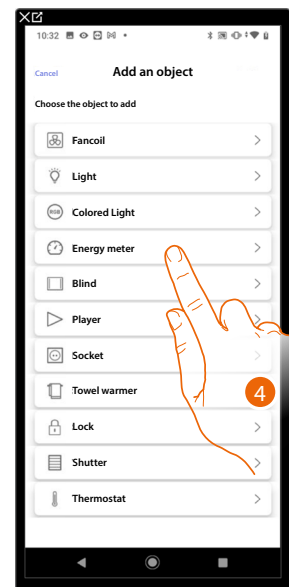 10:32
Cancel Add an object
Choose the object to add
Fancoil
Light
RGB Colored Light
Energy meter
Blind
Player
Socket
Towel warmer
4
Lock
Shutter
Thermostat